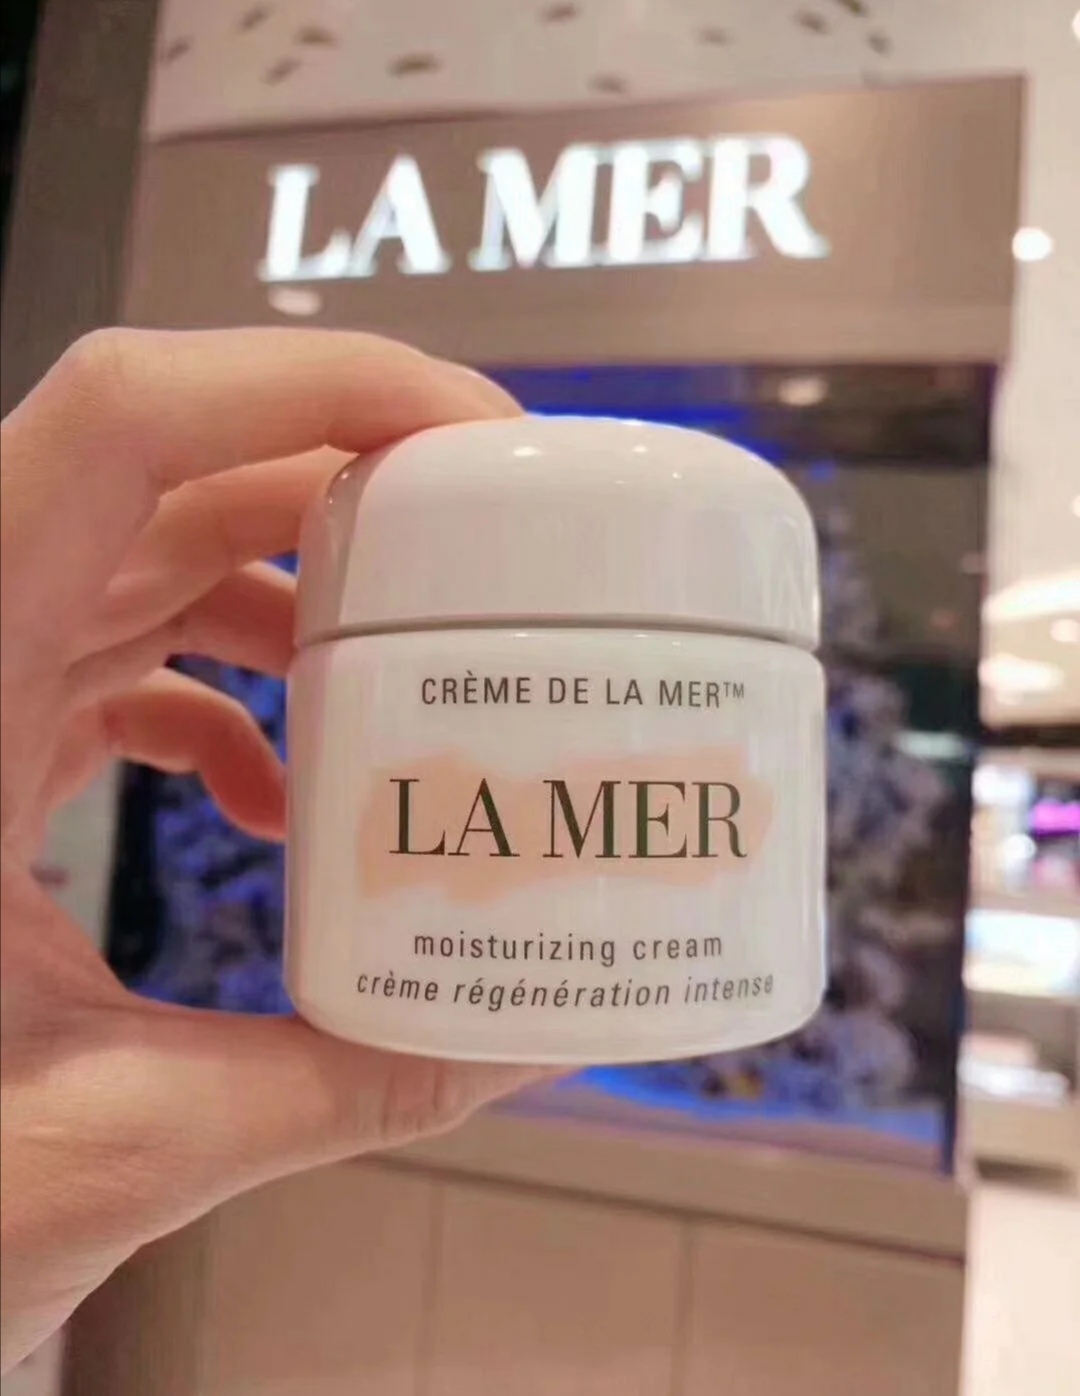 LA MER
CRÈME DE LA MER™
LA MER
moisturizing cream
crème régénération intense